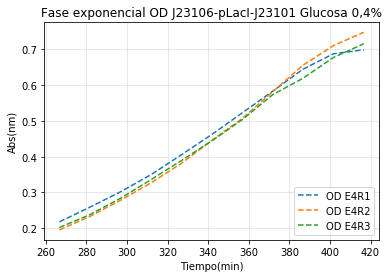 Fase exponencial OD J23106-pLacI-J23101 Glucosa 0,4%
Abs(nm)
0.7
0.6
0.5
0.4
0.3
0.2
260 280 300 320 340 360 380 400 420
Tiempo(min)
OD E4R1
OD E4R2
OD E4R3